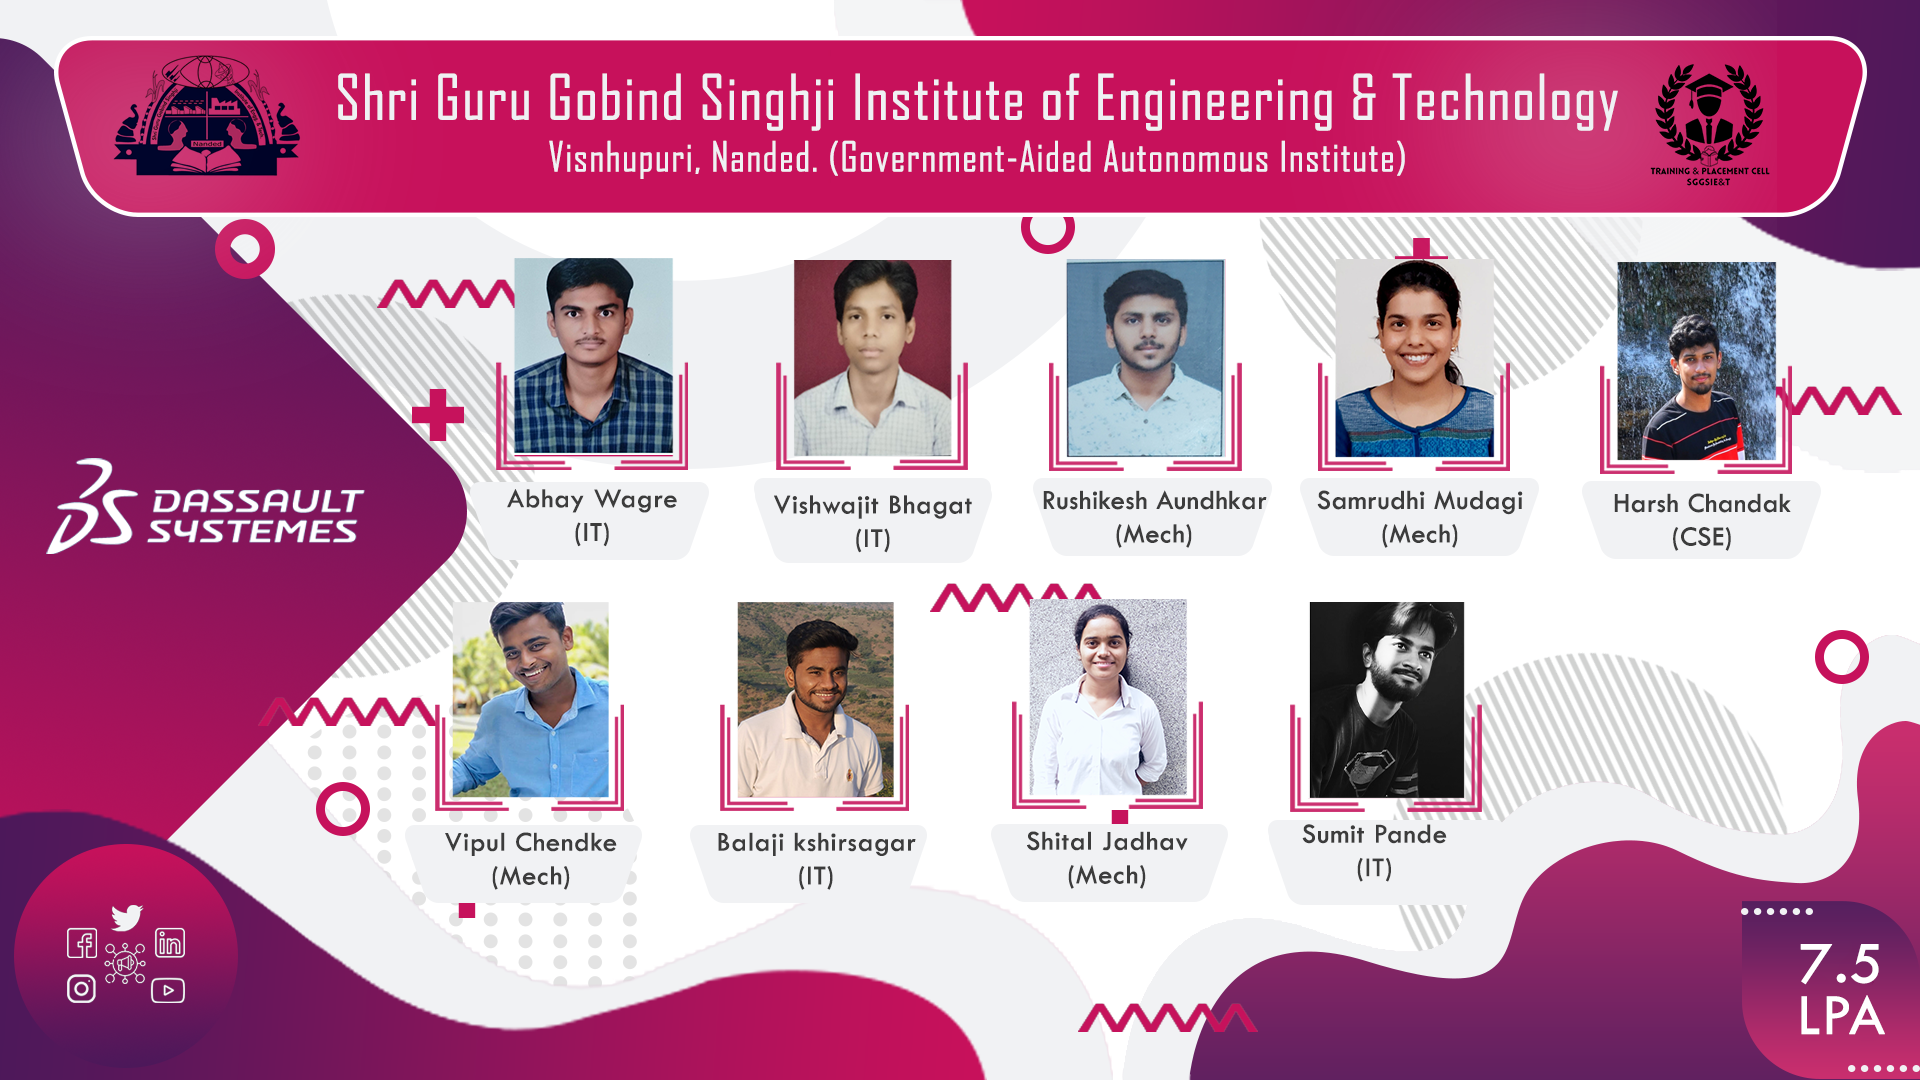 Shri Guru Gobind Singhji Institute of Engineering & Technology
Visnhupuri, Nanded. (Government-Aided Autonomous Institute)
Nanded
TRAINING & PLACEMENT CELL
SGGSIE&T
DASSAULT
SYSTEMES
Abhay Wagre
(IT)
Vishwajit Bhagat
(IT)
Rushikesh Aundhkar
(Mech)
Samrudhi Mudagi
(Mech)
Harsh Chandak
(CSE)
Vipul Chendke
(Mech)
Balaji kshirsagar
(IT)
Shital Jadhav
(Mech)
Sumit Pande
(IT)
7.5
LPA